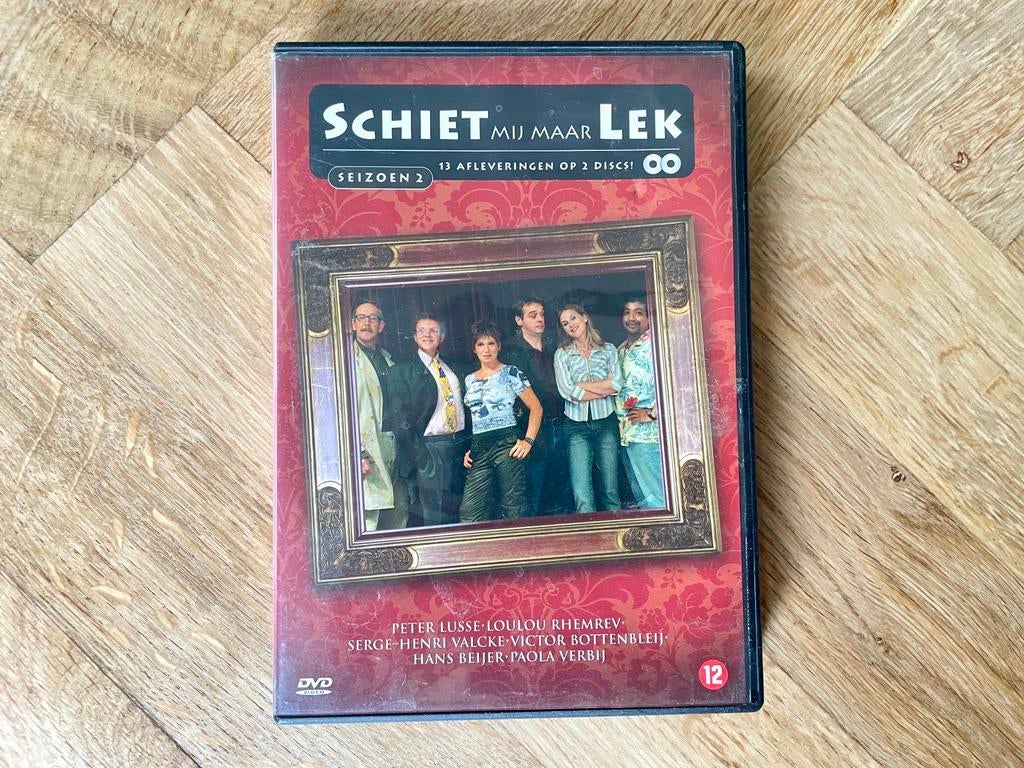 SCHIET MIJ MAAR LEK
13 AFLEVERINGEN OP 2 DISCS!
SEIZOEN 2
PETER LUSSE·LOULOU RHEMREV·
SERGE-HENRI VALCKE·VICTOR BOTTENBLEIJ·
HANS BEIJER·PAOLA VERBIJ
DVD
VIDEO
12